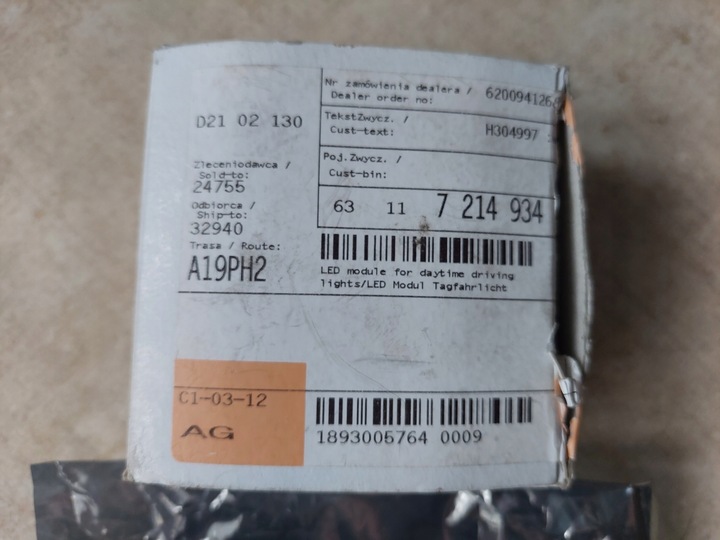 D21 02 130
Zleceniodawca /
Sold-to:
24755
Odbiorca /
Ship-to:
32940
Trasa / Route:
A19PH2
Nr zamówienia dealera /
Dealer order no:
620094126
TekstZwycz. /
Cust-text:
H304997
Poj.Zwycz. /
Cust-bin:
63 11 7 214 934
LED module for daytime driving
lights/LED Modul Tagfahrlicht
C1-03-12
AG
1893005764 0009